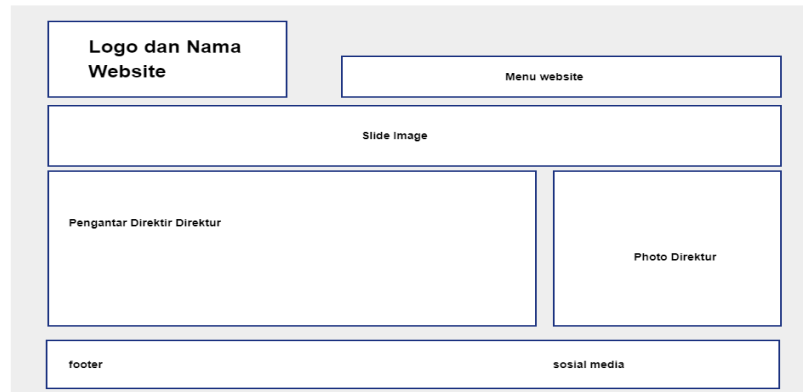 Logo dan Nama
Website
Menu website
Slide Image
Pengantar Direktir Direktur
Photo Direktur
footer
sosial media